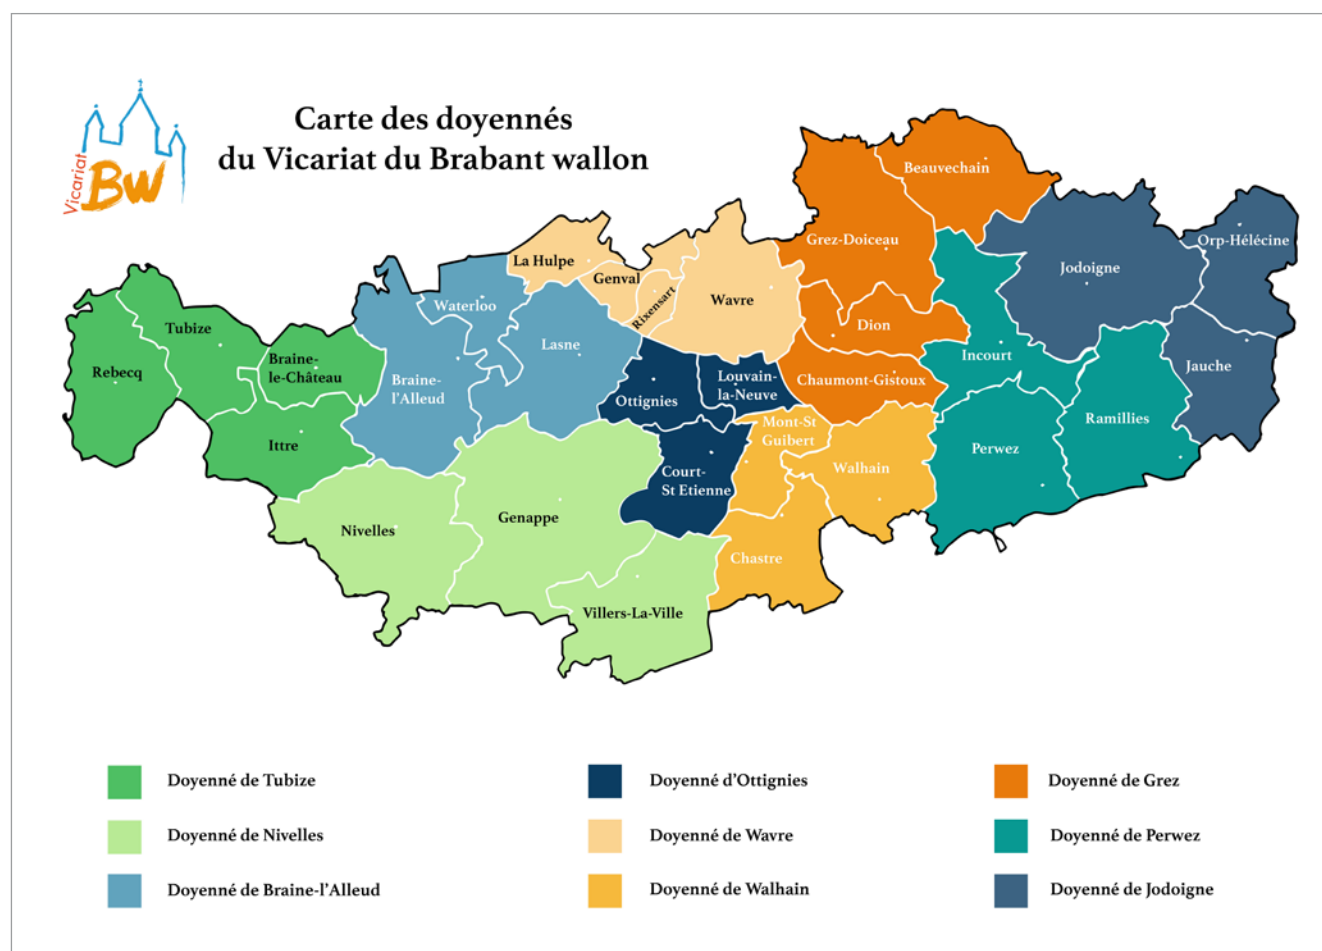 Carte des doyennés
du Vicariat du Brabant wallon
Vicariat
BW
Beauvechain
Grez-Doiceau
Orp-Hélécine
La Hulpe
Genval
Jodoigne
Rixensart
Wavre
Waterloo
Tubize
Dion
Lasne
Incourt
Braine-
le-Château
Rebecq
Jauche
Braine-
l'Alleud
Louvain-
la-Neuve
Chaumont-Gistoux
Ottignies
Ramillies
Mont-St
Guibert
Ittre
Perwez
Walhain
Court-
St Etienne
Genappe
Nivelles
Chastre
Villers-La-Ville
Doyenné de Tubize
Doyenné d'Ottignies
Doyenné de Grez
Doyenné de Nivelles
Doyenné de Wavre
Doyenné de Perwez
Doyenné de Braine-l'Alleud
Doyenné de Walhain
Doyenné de Jodoigne